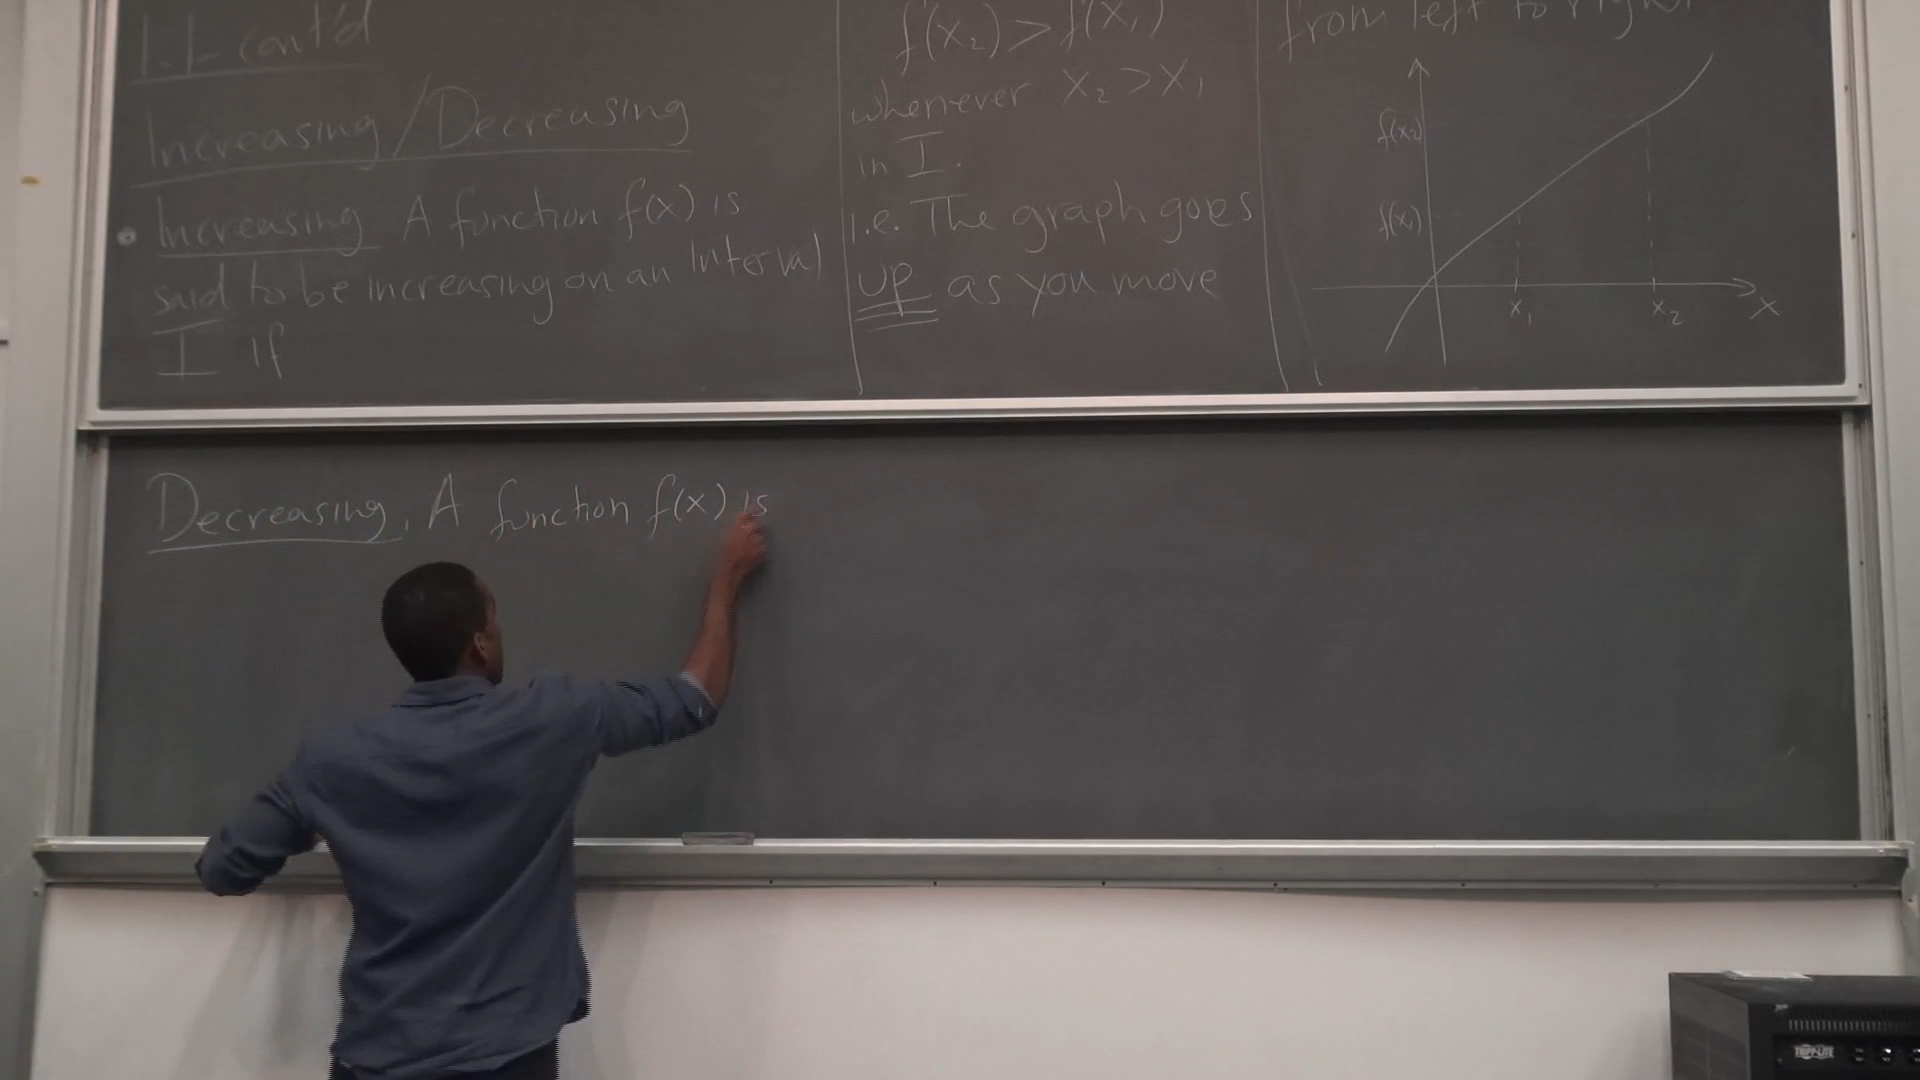 1.1- cont'd
Increasing/Decreasing
Increasing A function f(x) is
said to be increasing on an interval
I if
f(x₂) > f(x₁)
whenever x₂ > x₁
in I.
i.e. The graph goes
up as you move
from left to right.
f(x₂)
f(x₁)
x₁ x₂ x
Decreasing. A function f(x) is
TRIPP·LITE